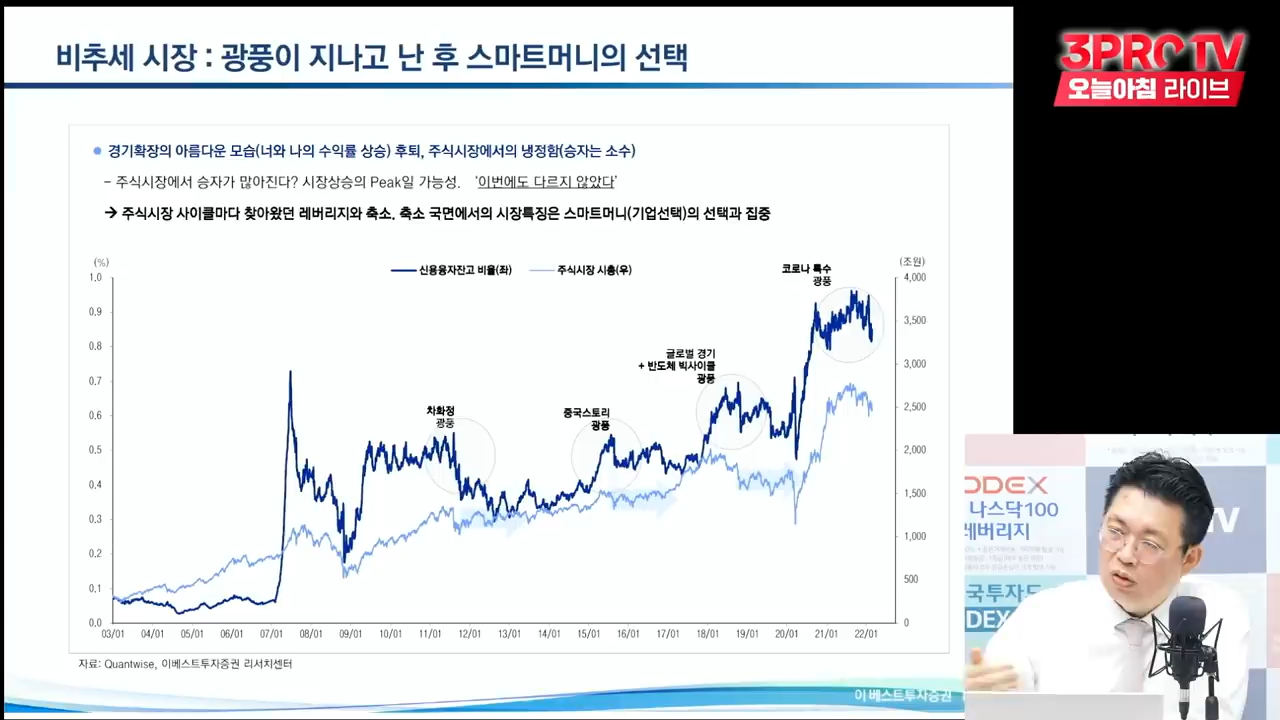 비추세 시장 : 광풍이 지나고 난 후 스마트머니의 선택
3PRO TV
오늘아침 라이브
경기확장의 아름다운 모습(너와 나의 수익률 상승) 후퇴, 주식시장에서의 냉정함(승자는 소수)
– 주식시장에서 승자가 많아진다? 시장상승의 Peak일 가능성. '이번에도 다르지 않았다'
→ 주식시장 사이클마다 찾아왔던 레버리지와 축소. 축소 국면에서의 시장특징은 스마트머니(기업선택)의 선택과 집중
(%)
(조원)
신용융자잔고 비율(좌)
주식시장 시총(우)
코로나 특수
광풍
글로벌 경기
+ 반도체 빅사이클
광풍
차화정
광풍
중국스토리
광풍
1.0
0.9
0.8
0.7
0.6
0.5
0.4
0.3
0.2
0.1
0.0
4,000
3,500
3,000
2,500
2,000
1,500
1,000
500
0
03/01 04/01 05/01 06/01 07/01 08/01 09/01 10/01 11/01 12/01 13/01 14/01 15/01 16/01 17/01 18/01 19/01 20/01 21/01 22/01
자료: Quantwise, 이베스트투자증권 리서치센터
이베스트투자증권
ODEX
나스닥100
레버리지
TV
국투자
DEX